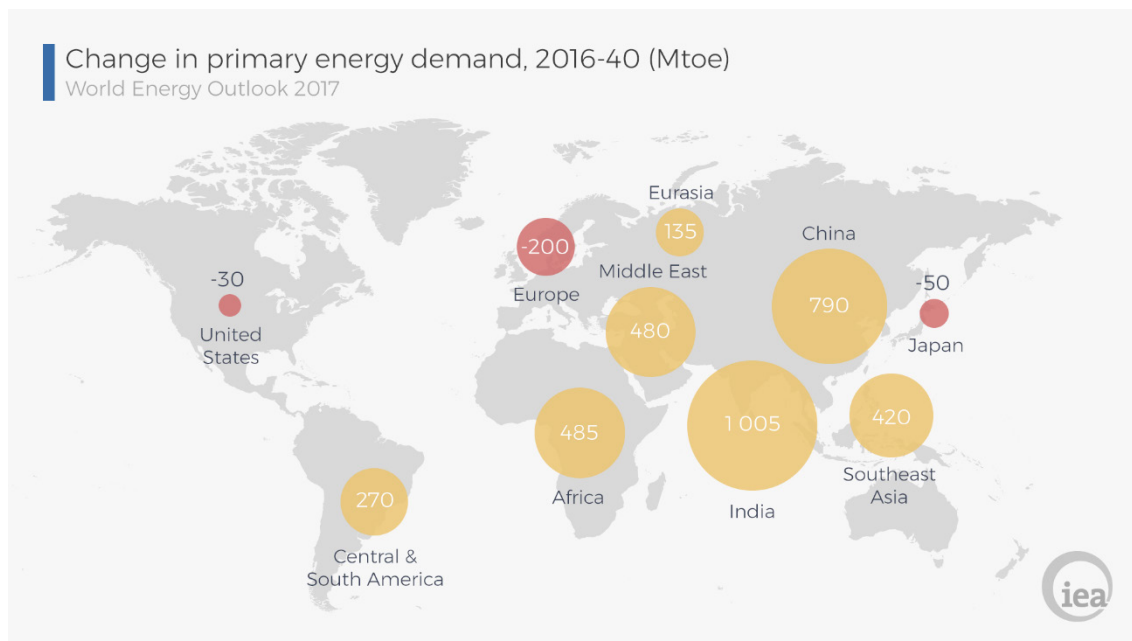 Change in primary energy demand, 2016-40 (Mtoe)
World Energy Outlook 2017
Eurasia
135
China
790
-200
Europe
Middle East
480
-30
United
States
-50
Japan
485
Africa
1 005
India
420
Southeast
Asia
270
Central &
South America
iea